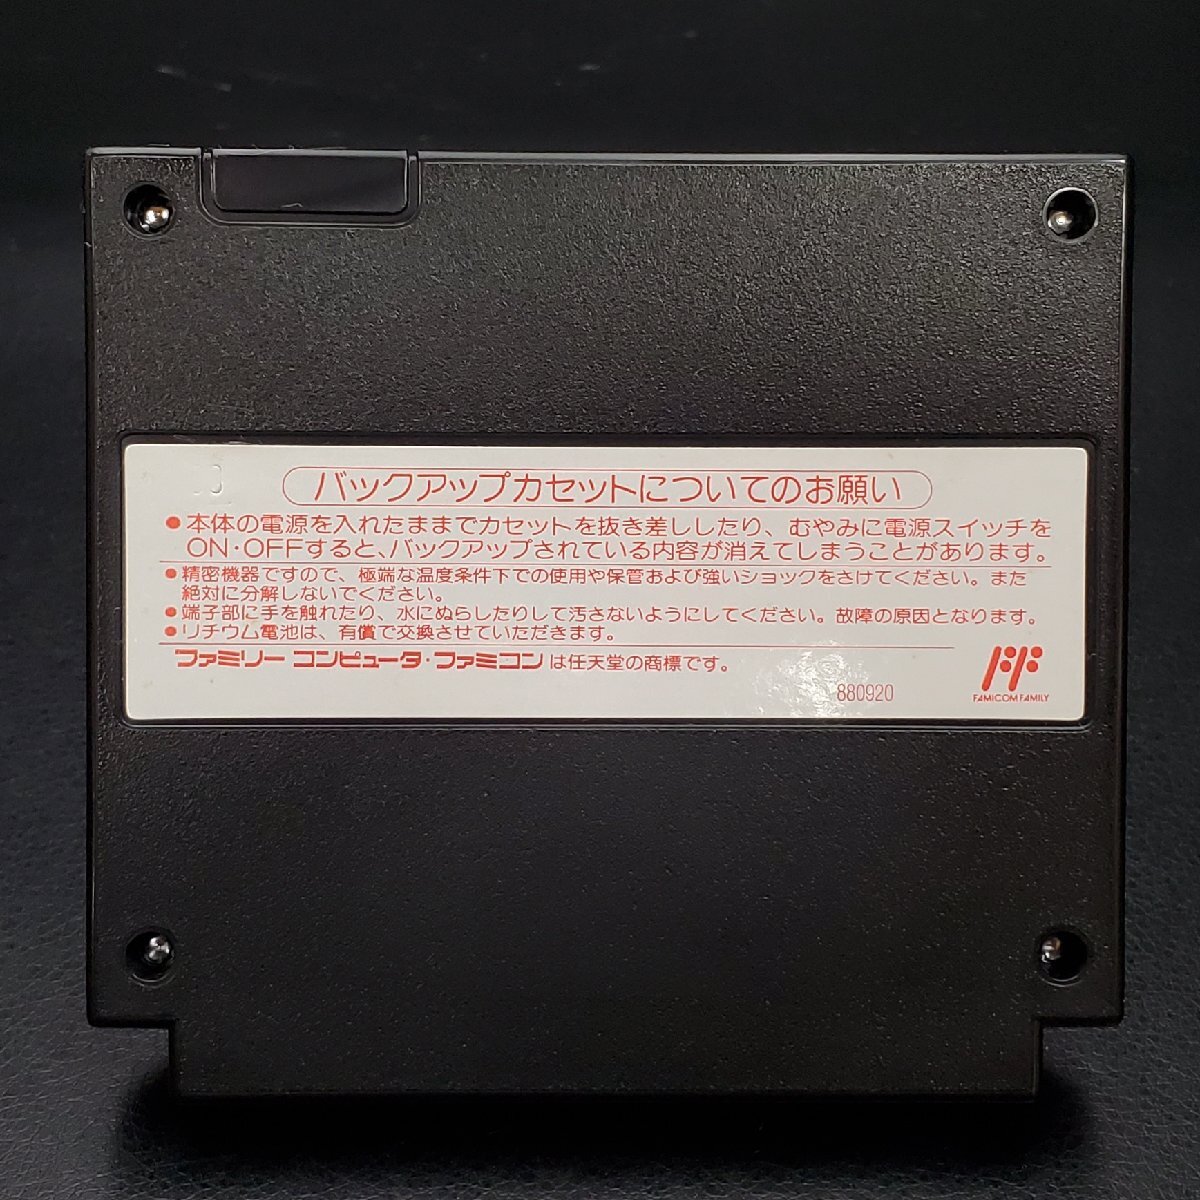 バックアップカセットについてのお願い
●本体の電源を入れたままでカセットを抜き差ししたり、むやみに電源スイッチを
ON・OFFすると、バックアップされている内容が消えてしまうことがあります。
●精密機器ですので、極端な温度条件下での使用や保管および強いショックをさけてください。また
絶対に分解しないでください。
●端子部に手を触れたり、水にぬらしたりして汚さないようにしてください。故障の原因となります。
●リチウム電池は、有償で交換させていただきます。
ファミリーコンピュータ・ファミコンは任天堂の商標です。
880920
FAMICOM FAMILY